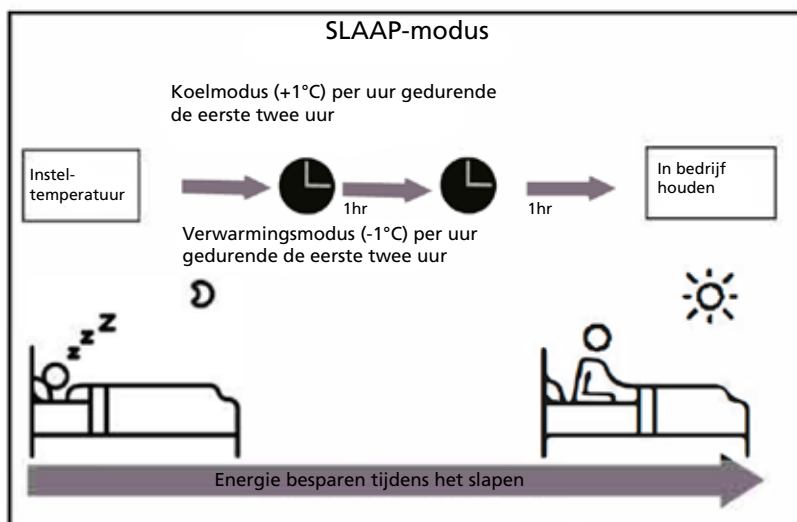 SLAAP-modus
Koelmodus (+1°C) per uur gedurende
de eerste twee uur
Instel-
temperatuur
1hr
1hr
In bedrijf
houden
Verwarmingsmodus (-1°C) per uur
gedurende de eerste twee uur
z z Z
Energie besparen tijdens het slapen